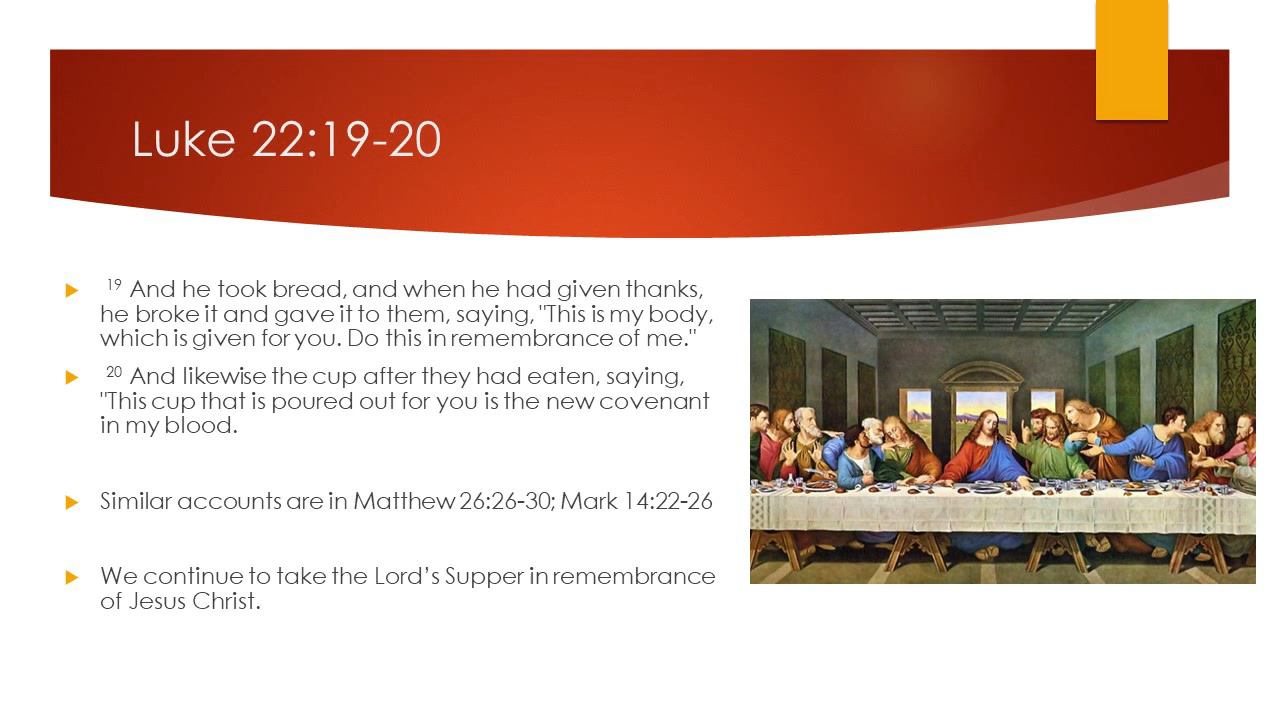 Luke 22:19-20
19 And he took bread, and when he had given thanks,
he broke it and gave it to them, saying, "This is my body,
which is given for you. Do this in remembrance of me."
20 And likewise the cup after they had eaten, saying,
"This cup that is poured out for you is the new covenant
in my blood.
Similar accounts are in Matthew 26:26-30; Mark 14:22-26
We continue to take the Lord’s Supper in remembrance
of Jesus Christ.